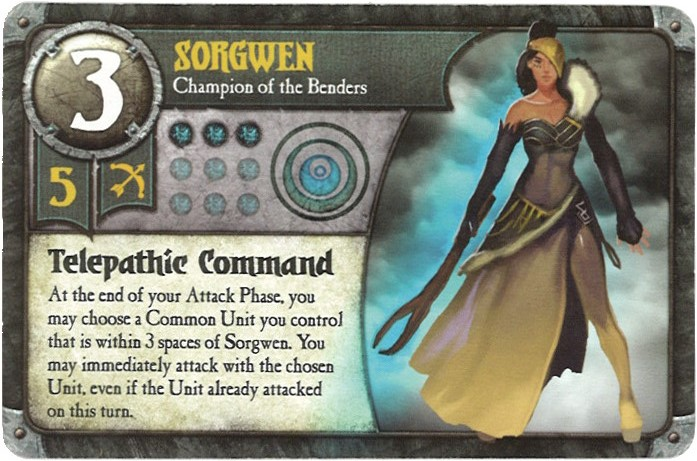 3
SORGWEN
Champion of the Benders
5
Telepathic Command
At the end of your Attack Phase, you
may choose a Common Unit you control
that is within 3 spaces of Sorgwen. You
may immediately attack with the chosen
Unit, even if the Unit already attacked
on this turn.